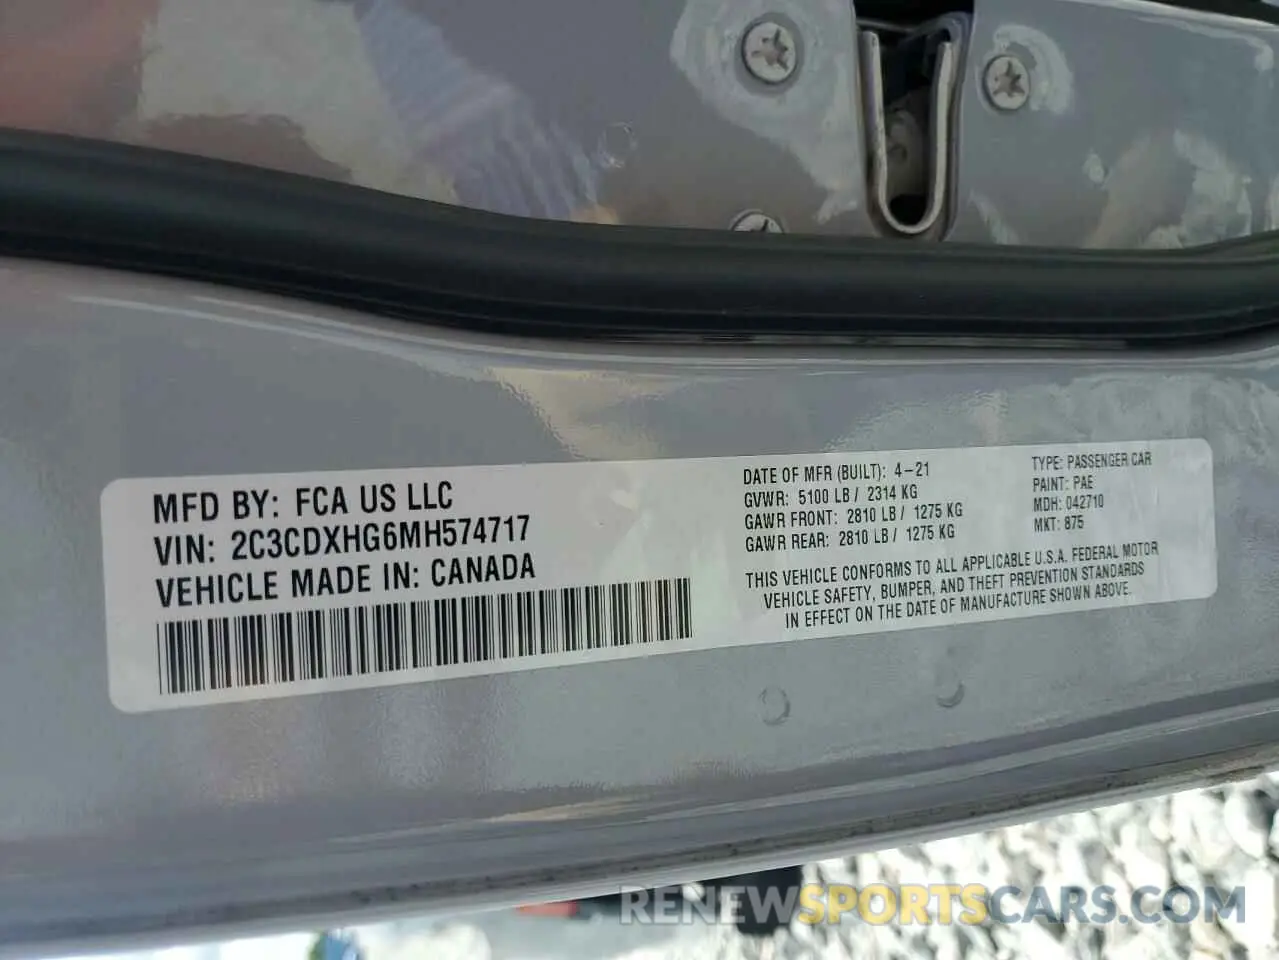 MFD BY: FCA US LLC
VIN: 2C3CDXHG6MH574717
VEHICLE MADE IN: CANADA
DATE OF MFR (BUILT): 4-21
GVWR: 5100 LB / 2314 KG
GAWR FRONT: 2810 LB / 1275 KG
GAWR REAR: 2810 LB / 1275 KG
TYPE: PASSENGER CAR
PAINT: PAE
MDH: 042710
MKT: 875
THIS VEHICLE CONFORMS TO ALL APPLICABLE U.S.A. FEDERAL MOTOR
VEHICLE SAFETY, BUMPER, AND THEFT PREVENTION STANDARDS
IN EFFECT ON THE DATE OF MANUFACTURE SHOWN ABOVE.
RENEWSPORTSCARS.COM